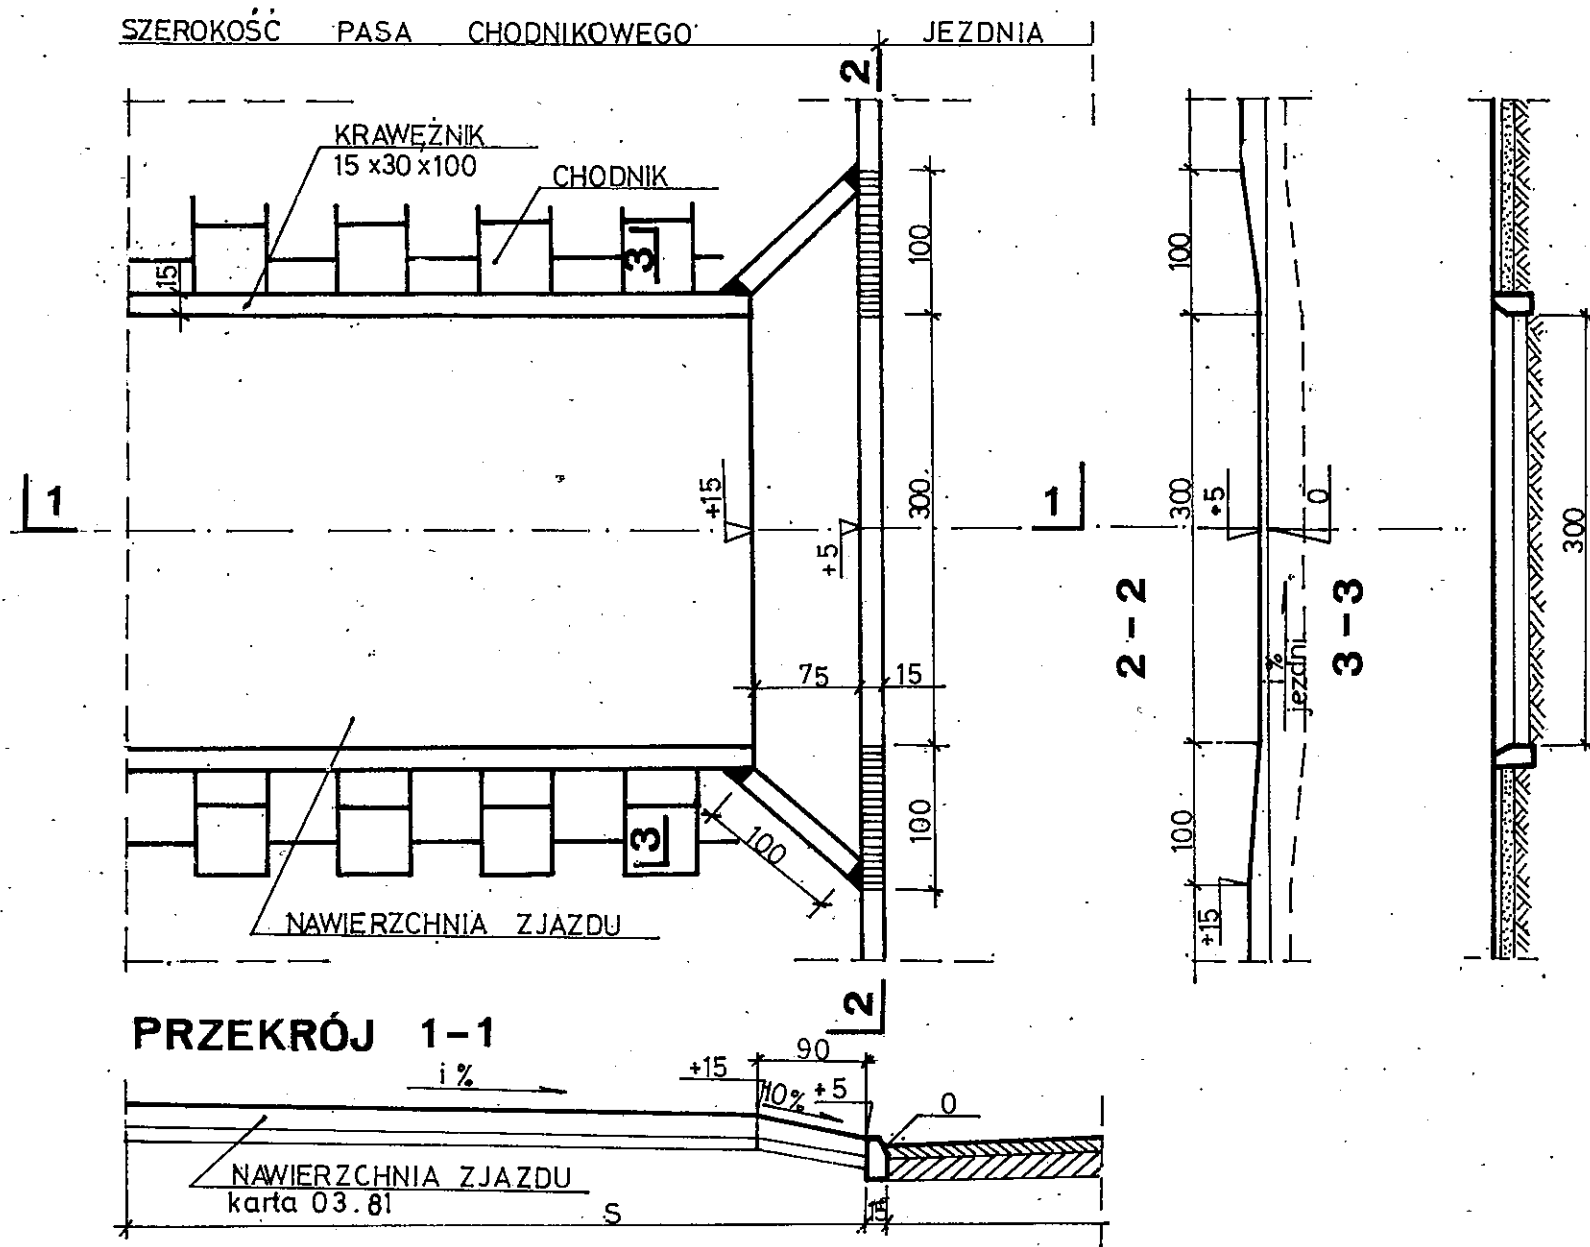 SZEROKOŚĆ PASA CHODNIKOWEGO
JEZDNIA
2
KRAWĘŻNIK
15 x30 x100
CHODNIK
3
15
100
100
1
+15
+5
300
1
300
+5
0
300
2-2
3-3
75
15
%
jezdni
100
3
100
100
+15
NAWIERZCHNIA ZJAZDU
2
PRZEKRÓJ 1-1
90
i %
+15
10%
+5
0
NAWIERZCHNIA ZJAZDU
karta 03.81
S